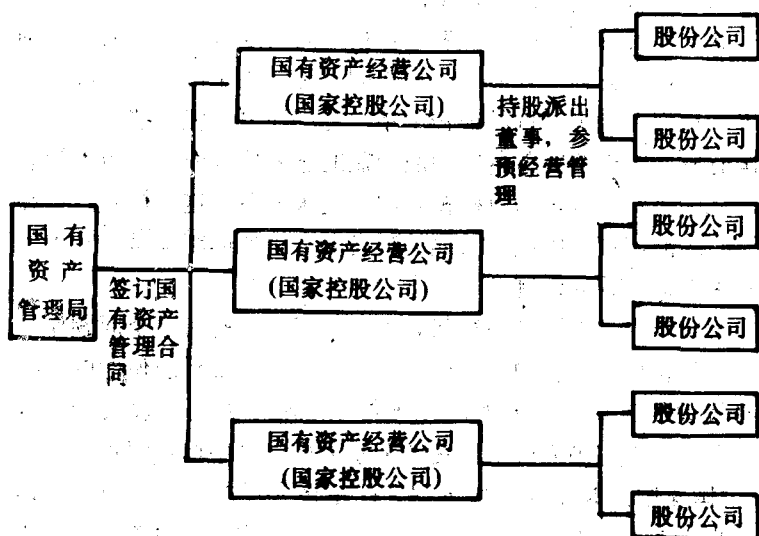 国有
资产
管理局
签订国
有资产
管理合
同
国有资产经营公司
(国家控股公司)
持股派出
董事，参
预经营管
理
股份公司
股份公司
国有资产经营公司
(国家控股公司)
股份公司
股份公司
国有资产经营公司
(国家控股公司)
股份公司
股份公司